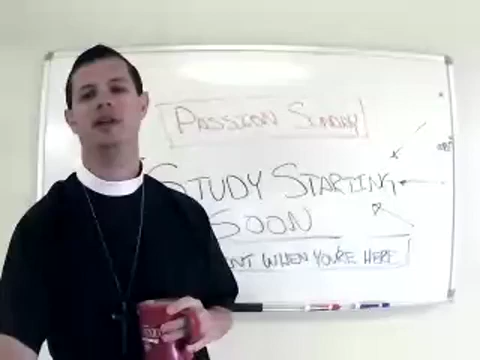 PASSION SUNDAY
STUDY STARTING
SOON
WHEN YOU'RE HERE